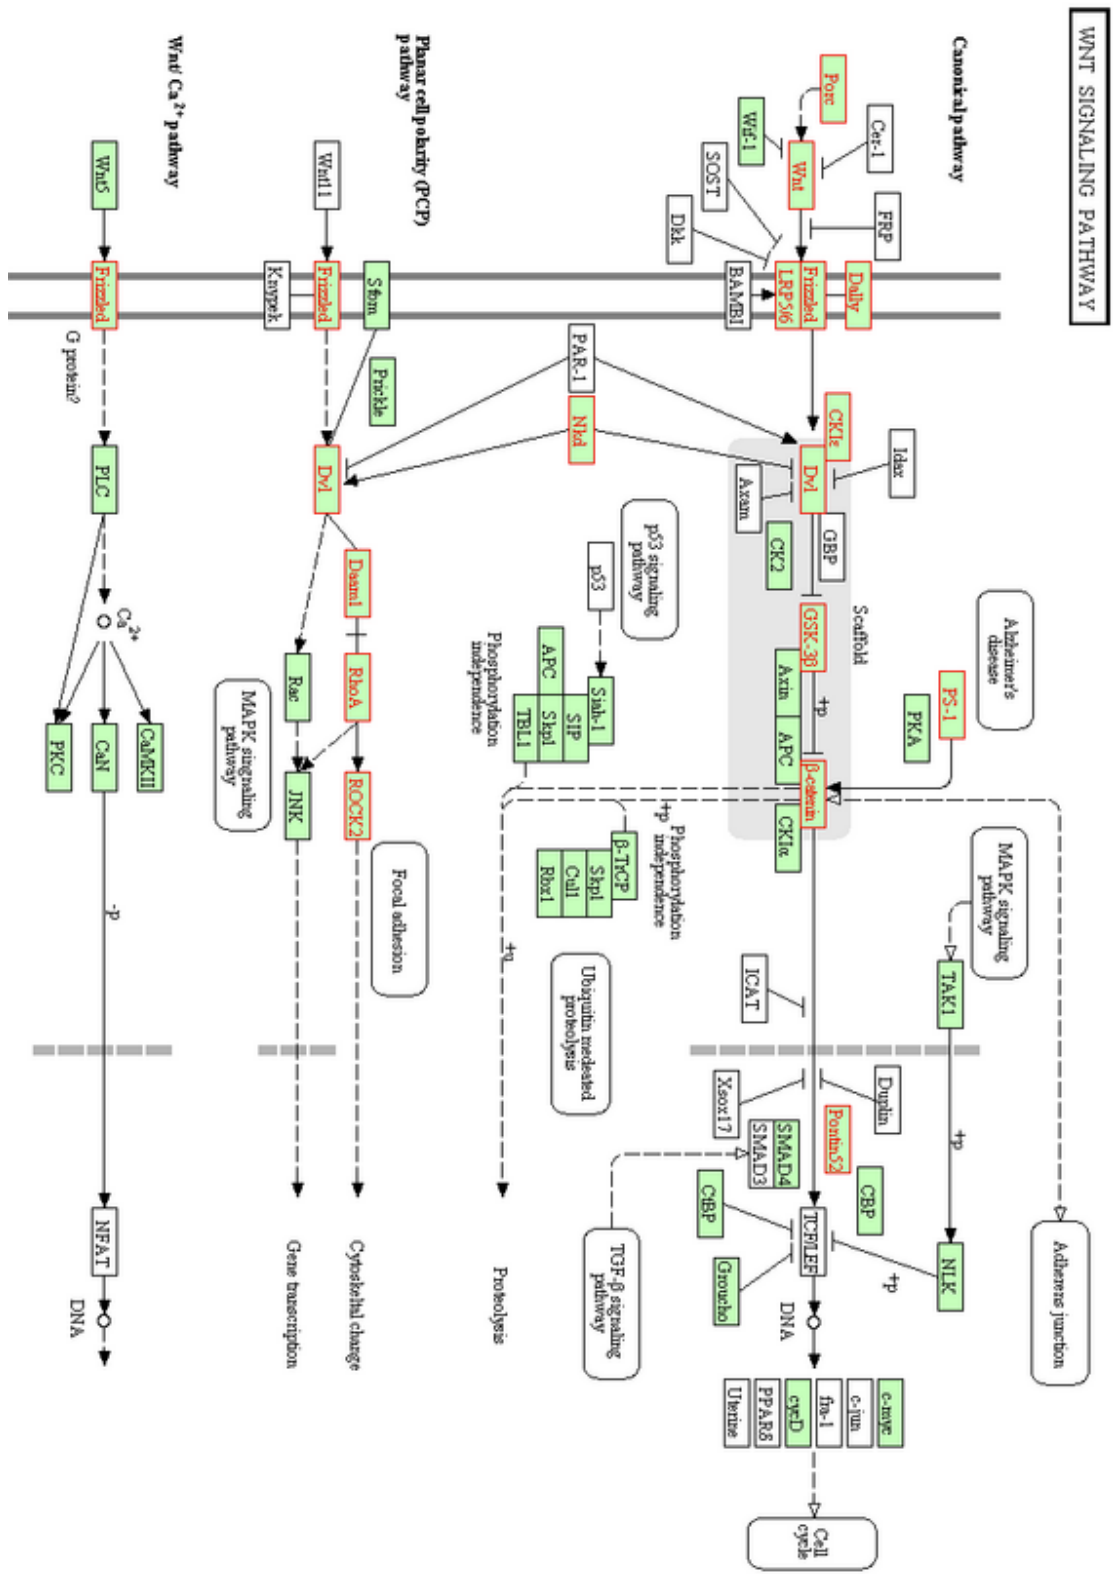 WNT SIGNALING PATHWAY
Canonical pathway
Porc
Wnt
Wif-1
Cer-1
SOST
Dkk
FRP
BAMBI
Frizzled
LRP5/6
Dally
PAR-1
Nkd
CKIε
Dvl
Idax
Axam
GBP
CK2
Scaffold
GSK-3β
+p
Axin
APC
β-catenin
CKIα
Alzheimer's
disease
PS-1
PKA
MAPK signaling
pathway
TAK1
+p
NLK
+p
Adherens junction
ICAT
Duplin
Xsox17
Pontin52
SMAD4
SMAD3
CBP
CtBP
TCF/LEF
Groucho
DNA
c-myc
c-jun
fra-1
cycD
PPARδ
Uterine
Cell
cycle
TGF-β signaling
pathway
p53 signaling
pathway
p53
Siah-1
SIP
Skp1
APC
TBL1
Phosphorylation
independence
Phosphorylation
independence
+p
β-TrCP
Skp1
Cul1
Rbx1
+u
Ubiquitin medeated
proteolysis
Proteolysis
Planar cell polarity (PCP)
pathway
Wnt11
Stbm
Frizzled
Knypek
Prickle
Dvl
Daam1
RhoA
ROCK2
Rac
JNK
MAPK singnaling
pathway
Focal adhesion
Cytoskeltal change
Gene transcription
Wnt/ Ca2+ pathway
Wnt5
Frizzled
G protein?
PLC
Ca2+
CaMKII
CaN
PKC
-p
NFAT
DNA